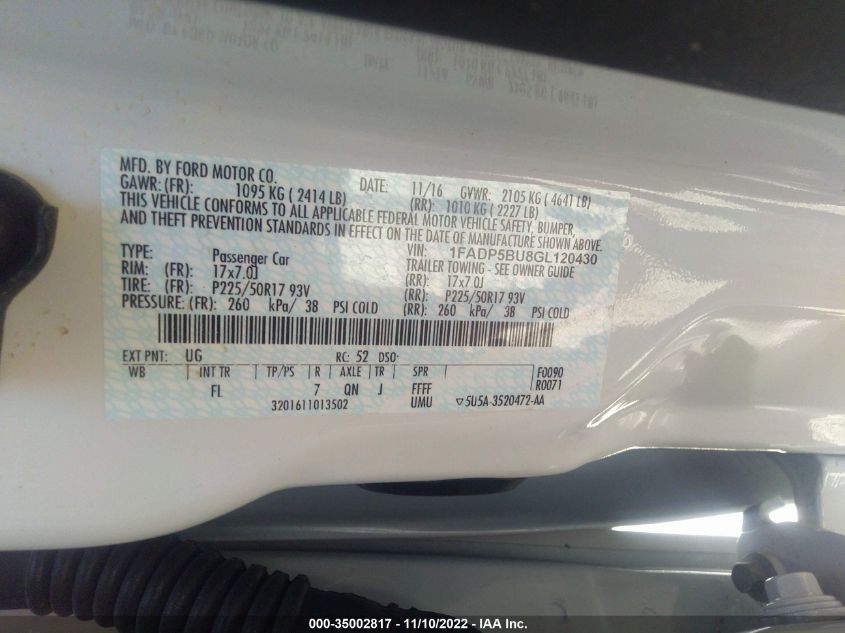 MFD. BY FORD MOTOR CO.
DATE: 11/16 GVWR: 2105 KG ( 4641 LB)
GAWR: (FR): 1095 KG ( 2414 LB) (RR): 1010 KG ( 2227 LB)
THIS VEHICLE CONFORMS TO ALL APPLICABLE FEDERAL MOTOR VEHICLE SAFETY, BUMPER,
AND THEFT PREVENTION STANDARDS IN EFFECT ON THE DATE OF MANUFACTURE SHOWN ABOVE.
VIN: 1FADP5BU8GL120430
TYPE: Passenger Car TRAILER TOWING - SEE OWNER GUIDE
RIM: (FR): 17x7.0J (RR): 17x7.0J
TIRE: (FR): P225/50R17 93V (RR): P225/50R17 93V
PRESSURE: (FR): 260 kPa/ 38 PSI COLD (RR): 260 kPa/ 38 PSI COLD
EXT PNT: UG RC: 52 DSO:
WB INT TR TP/PS R AXLE TR SPR F0090
FL 7 QN J FFFF R0071
3201611013502 UMU ▽5U5A-3520472-AA
000-35002817 - 11/10/2022 - IAA Inc.